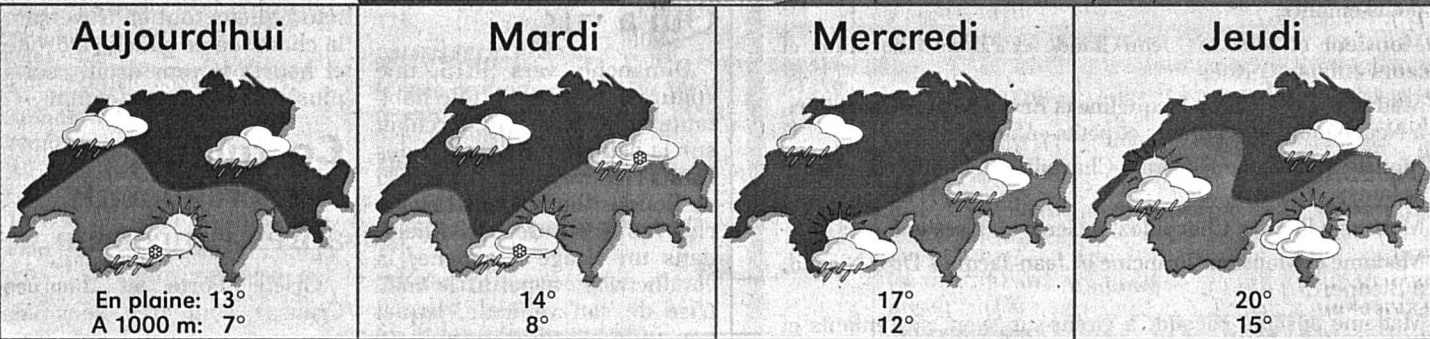 Aujourd'hui
En plaine: 13°
A 1000 m: 7°
Mardi
14°
8°
Mercredi
17°
12°
Jeudi
20°
15°